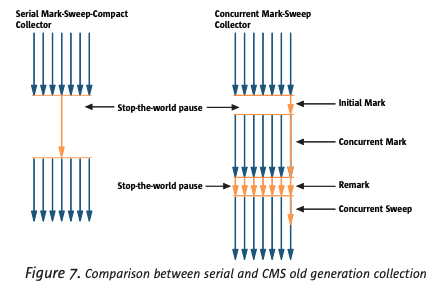 Serial Mark-Sweep-Compact
Collector
Concurrent Mark-Sweep
Collector
Stop-the-world pause
Initial Mark
Concurrent Mark
Stop-the-world pause
Remark
Concurrent Sweep
Figure 7. Comparison between serial and CMS old generation collection